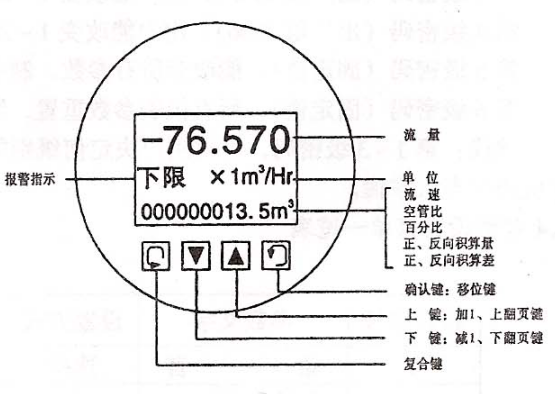 -76.570
下限 ×1m³/Hr
000000013.5m³
报警指示
流 量
单 位
流 速
空管比
百分比
正、反向积算量
正、反向积算差
确认键：移位键
上 键：加1、上翻页键
下 键：减1、下翻页键
复合键